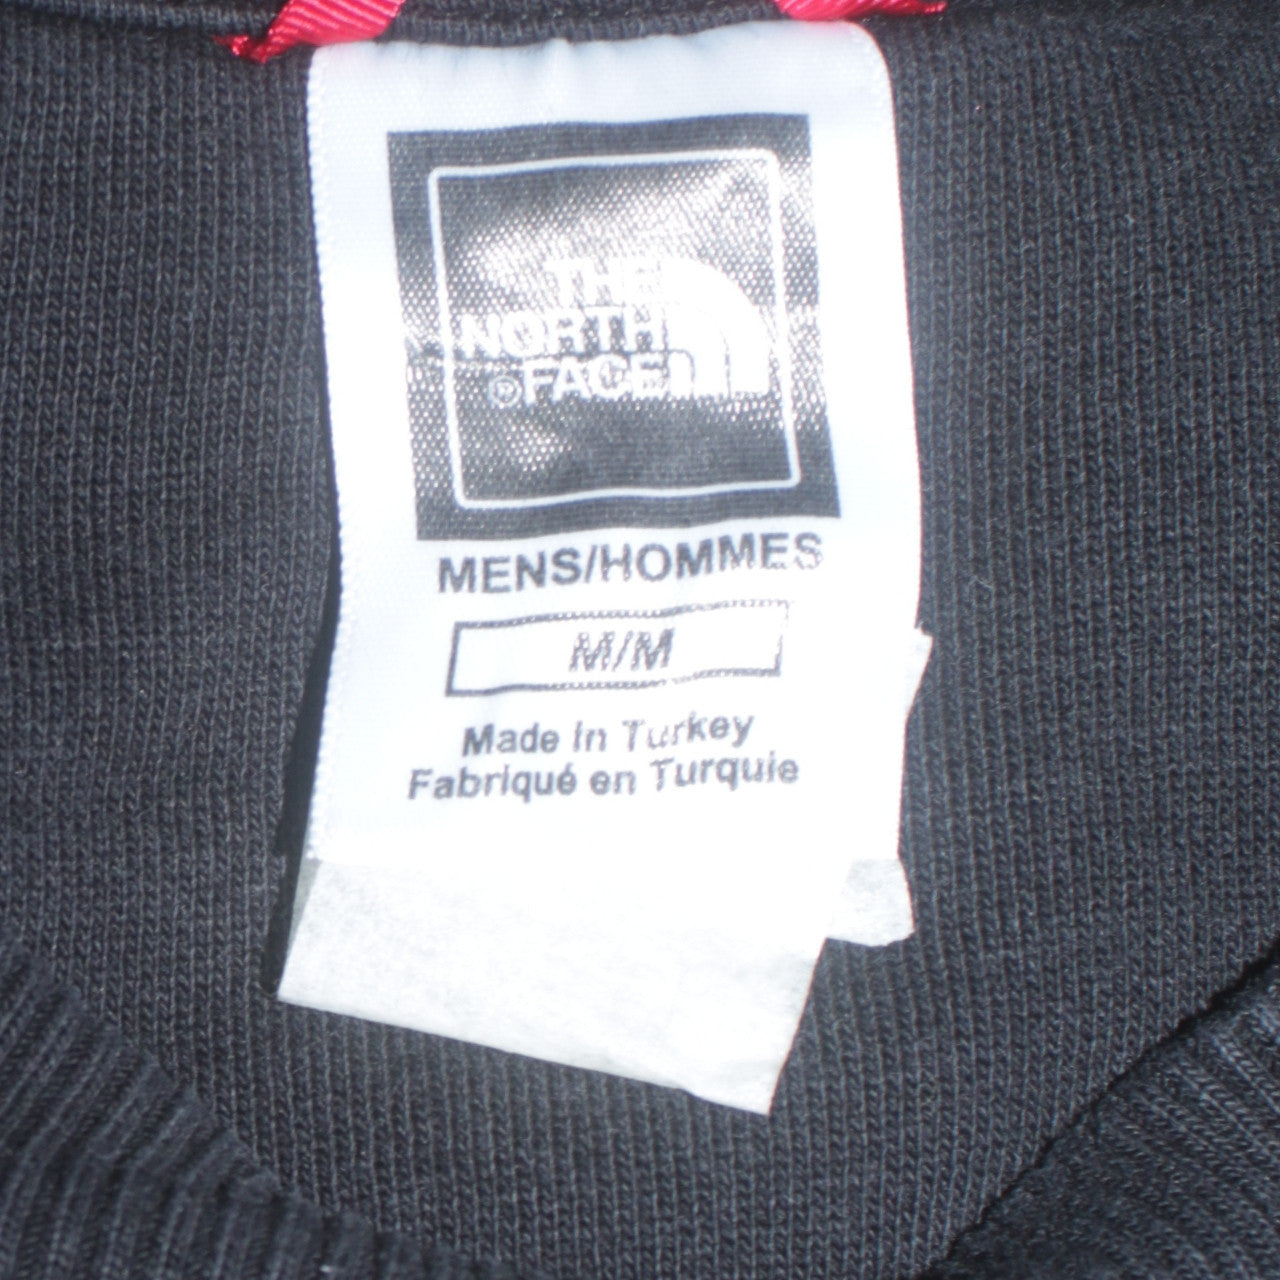 THE
NORTH
FACE
®
MENS/HOMMES
M/M
Made In Turkey
Fabriqué en Turquie